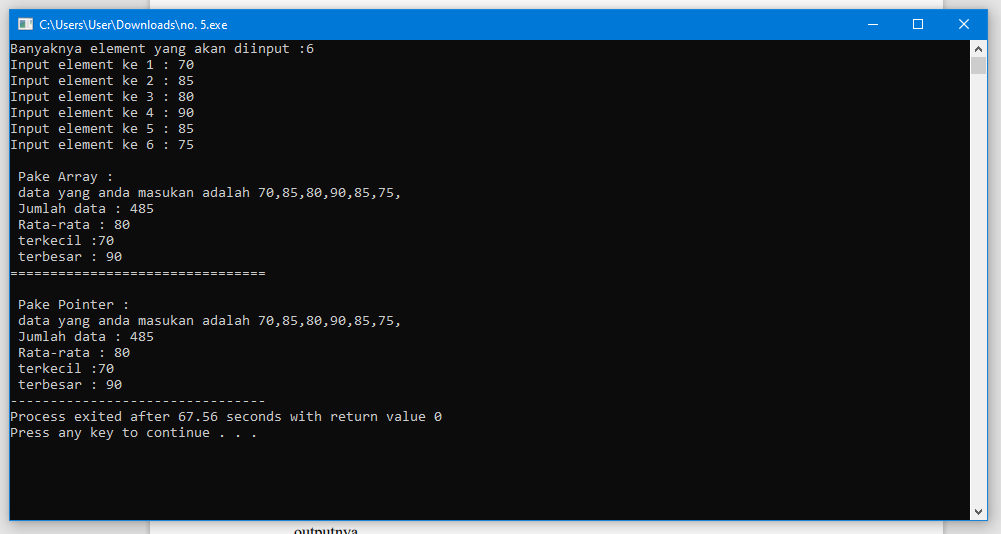 C:\Users\User\Downloads\no. 5.exe
Banyaknya element yang akan diinput :6
Input element ke 1 : 70
Input element ke 2 : 85
Input element ke 3 : 80
Input element ke 4 : 90
Input element ke 5 : 85
Input element ke 6 : 75
Pake Array :
data yang anda masukan adalah 70,85,80,90,85,75,
Jumlah data : 485
Rata-rata : 80
terkecil :70
terbesar : 90
================================
Pake Pointer :
data yang anda masukan adalah 70,85,80,90,85,75,
Jumlah data : 485
Rata-rata : 80
terkecil :70
terbesar : 90
--------------------------------
Process exited after 67.56 seconds with return value 0
Press any key to continue . . .
outputnya